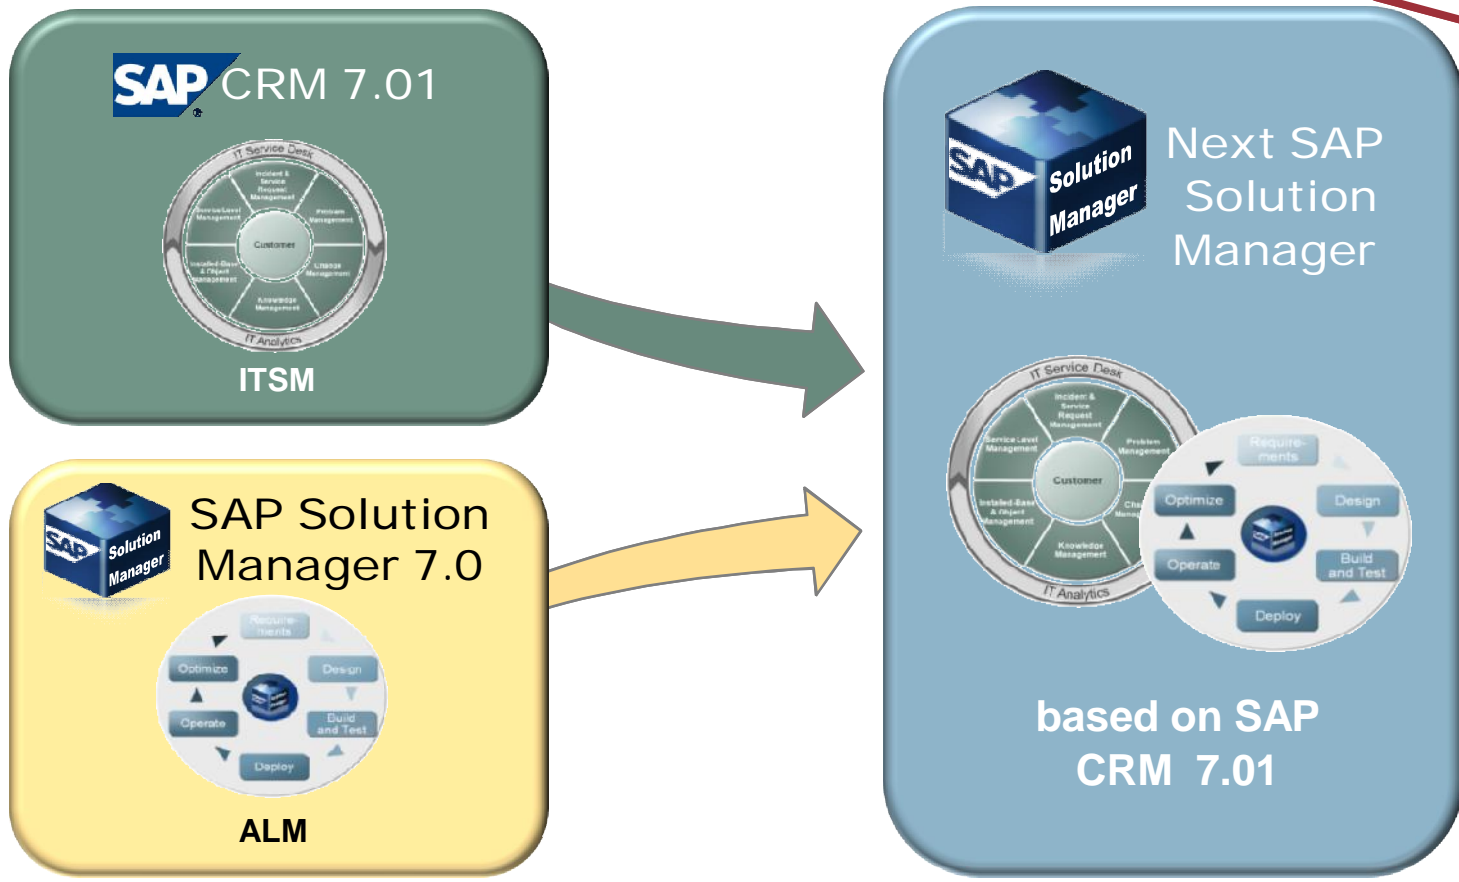 SAP CRM 7.01
IT Service Desk
Incident &
Service
Request
Management
Service Level
Management
Problem
Management
Customer
Installed-Base
& Object
Management
Change
Management
Knowledge
Management
IT Analytics
ITSM
SAP
Solution
Manager
SAP Solution
Manager 7.0
Require-
ments
Optimize
Design
Operate
Build
and Test
Deploy
ALM
SAP
Solution
Manager
Next SAP
Solution
Manager
IT Service Desk
Incident &
Service
Request
Management
Service Level
Management
Problem
Management
Customer
Installed-Base
& Object
Management
Cha
Mana
Knowledge
Management
IT Analytics
Require-
ments
Optimize
Design
Operate
Build
and Test
Deploy
based on SAP
CRM 7.01